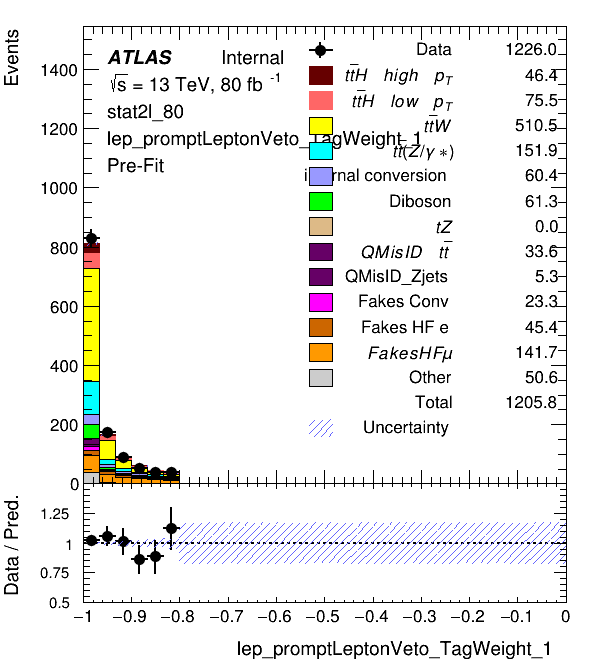 Events
1400
1200
1000
800
600
400
200
0
ATLAS Internal
√s = 13 TeV, 80 fb⁻¹
stat2l_80
lep_promptLeptonVeto_TagWeight_1
Pre-Fit
Data 1226.0
tt̅H high p_T 46.4
tt̅H low p_T 75.5
tt̅W 510.5
tt̅(Z/γ∗) 151.9
internal conversion 60.4
Diboson 61.3
tZ 0.0
QMisID tt̅ 33.6
QMisID_Zjets 5.3
Fakes Conv 23.3
Fakes HF e 45.4
FakesHFμ 141.7
Other 50.6
Total 1205.8
Uncertainty
Data / Pred.
1.25
1
0.75
0.5
−1 −0.9 −0.8 −0.7 −0.6 −0.5 −0.4 −0.3 −0.2 −0.1 0
lep_promptLeptonVeto_TagWeight_1